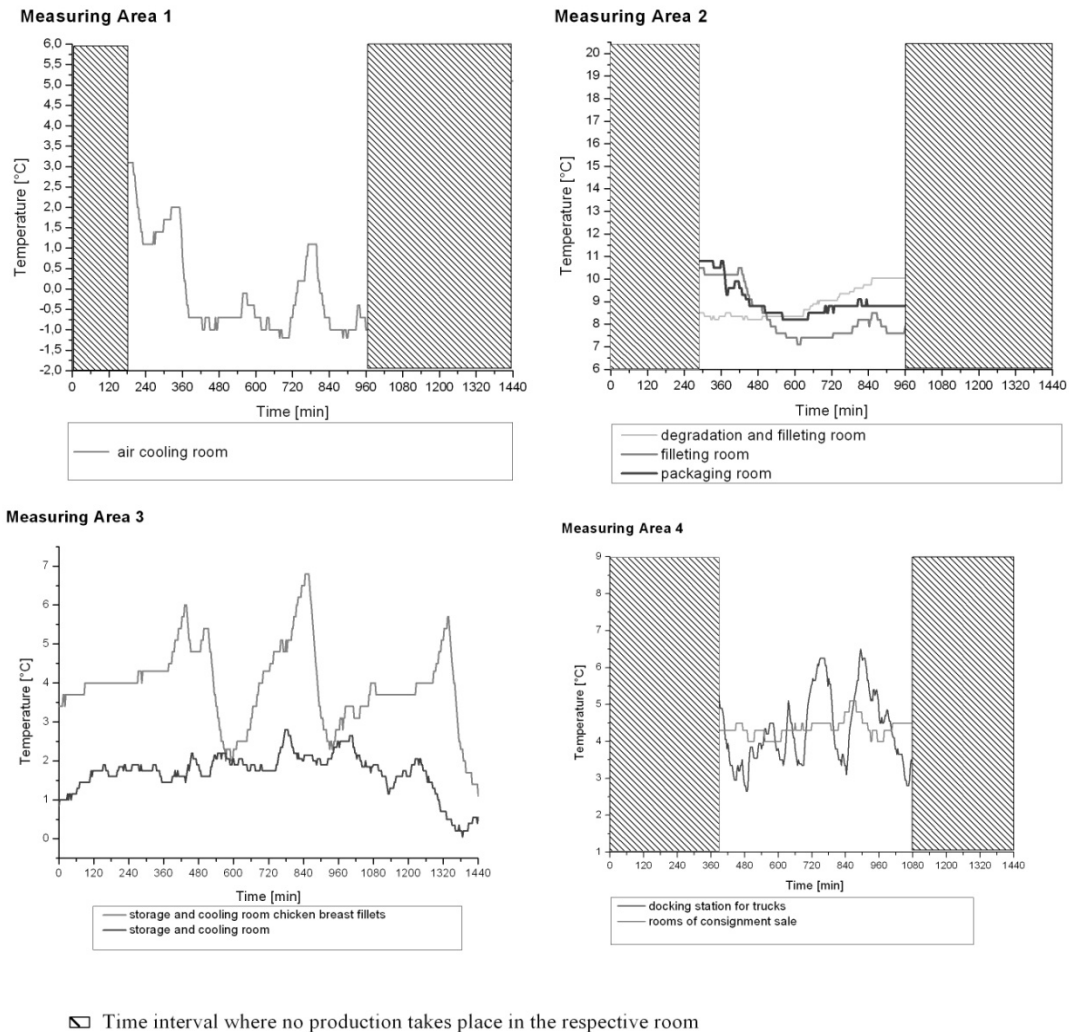 Measuring Area 1
6,0
5,5
5,0
4,5
4,0
3,5
3,0
2,5
2,0
1,5
1,0
0,5
0,0
-0,5
-1,0
-1,5
-2,0
Temperature [°C]
0 120 240 360 480 600 720 840 960 1080 1200 1320 1440
Time [min]
air cooling room
Measuring Area 2
20
19
18
17
16
15
14
13
12
11
10
9
8
7
6
Temperature [°C]
0 120 240 360 480 600 720 840 960 1080 1200 1320 1440
Time [min]
degradation and filleting room
filleting room
packaging room
Measuring Area 3
7
6
5
4
3
2
1
0
Temperature [°C]
0 120 240 360 480 600 720 840 960 1080 1200 1320 1440
Time [min]
storage and cooling room chicken breast fillets
storage and cooling room
Measuring Area 4
9
8
7
6
5
4
3
2
1
Temperature [°C]
0 120 240 360 480 600 720 840 960 1080 1200 1320 1440
Time [min]
docking station for trucks
rooms of consignment sale
Time interval where no production takes place in the respective room